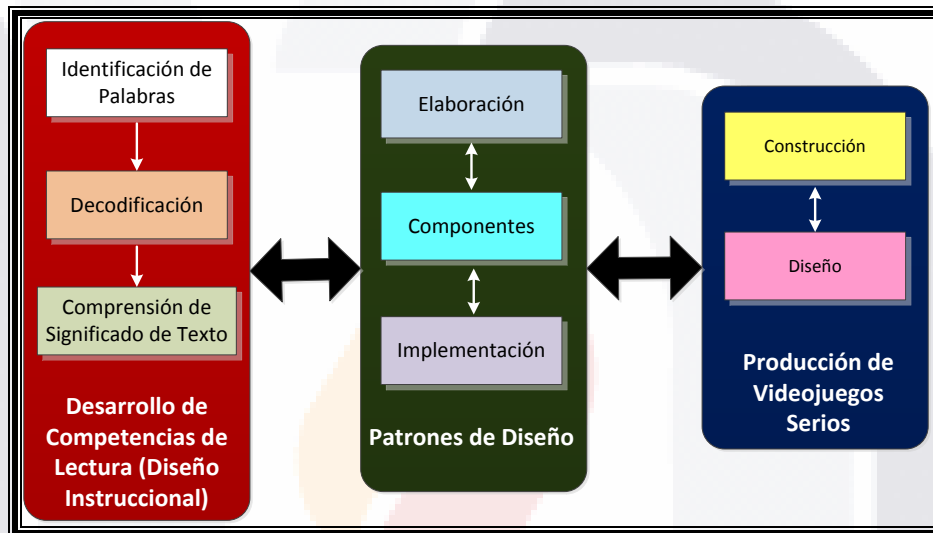 Identificación de
Palabras
Decodificación
Comprensión de
Significado de Texto
Desarrollo de
Competencias de
Lectura (Diseño
Instruccional)
Elaboración
Componentes
Implementación
Patrones de Diseño
Construcción
Diseño
Producción de
Videojuegos
Serios